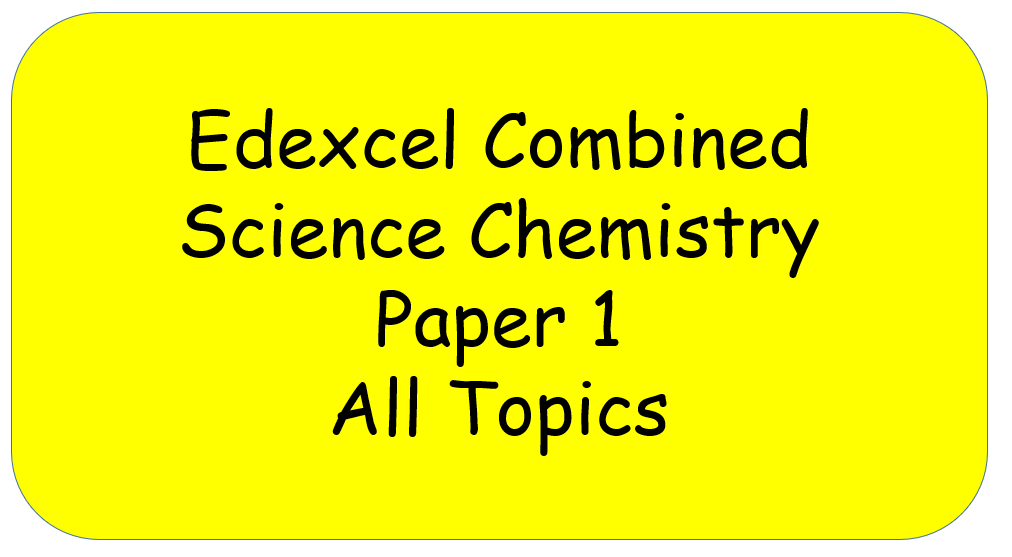 Edexcel Combined
Science Chemistry
Paper 1
All Topics